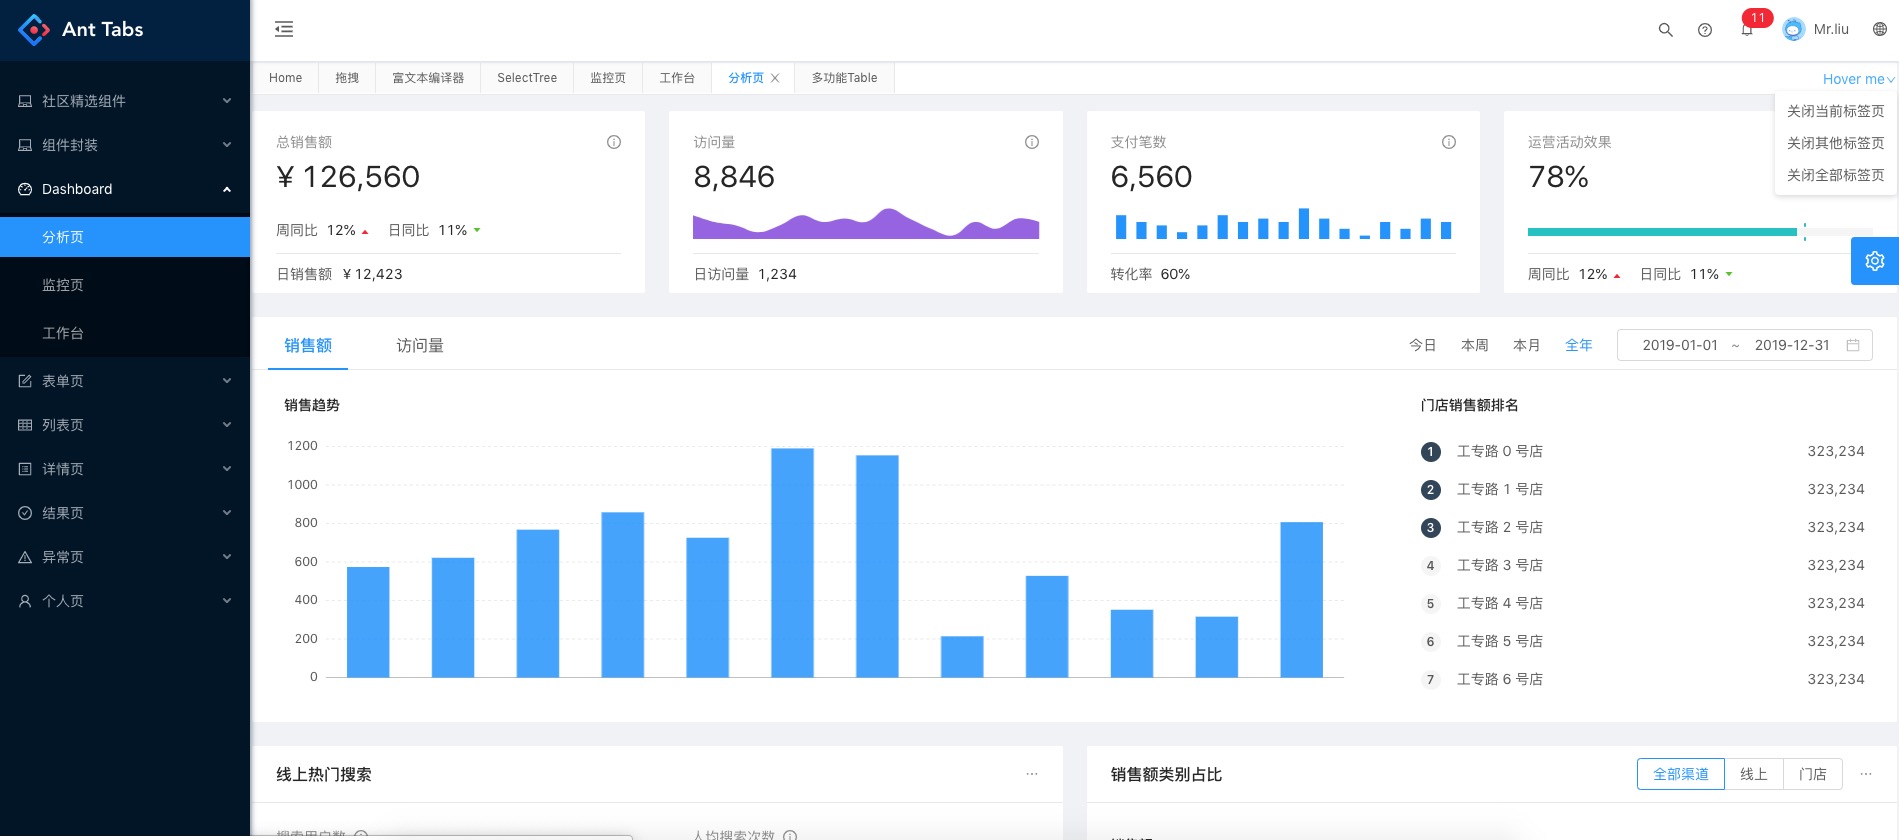 Ant Tabs
11
Mr.liu
Home
拖拽
富文本编译器
SelectTree
监控页
工作台
分析页
多功能Table
Hover me
关闭当前标签页
关闭其他标签页
关闭全部标签页
社区精选组件
组件封装
Dashboard
分析页
监控页
工作台
表单页
列表页
详情页
结果页
异常页
个人页
总销售额
¥ 126,560
周同比 12% 日同比 11%
日销售额 ¥ 12,423
访问量
8,846
日访问量 1,234
支付笔数
6,560
转化率 60%
运营活动效果
78%
周同比 12% 日同比 11%
销售额
访问量
今日
本周
本月
全年
2019-01-01 ~ 2019-12-31
销售趋势
1200
1000
800
600
400
200
0
门店销售额排名
1 工专路 0 号店 323,234
2 工专路 1 号店 323,234
3 工专路 2 号店 323,234
4 工专路 3 号店 323,234
5 工专路 4 号店 323,234
6 工专路 5 号店 323,234
7 工专路 6 号店 323,234
线上热门搜索
···
搜索用户数
人均搜索次数
销售额类别占比
全部渠道
线上
门店
···